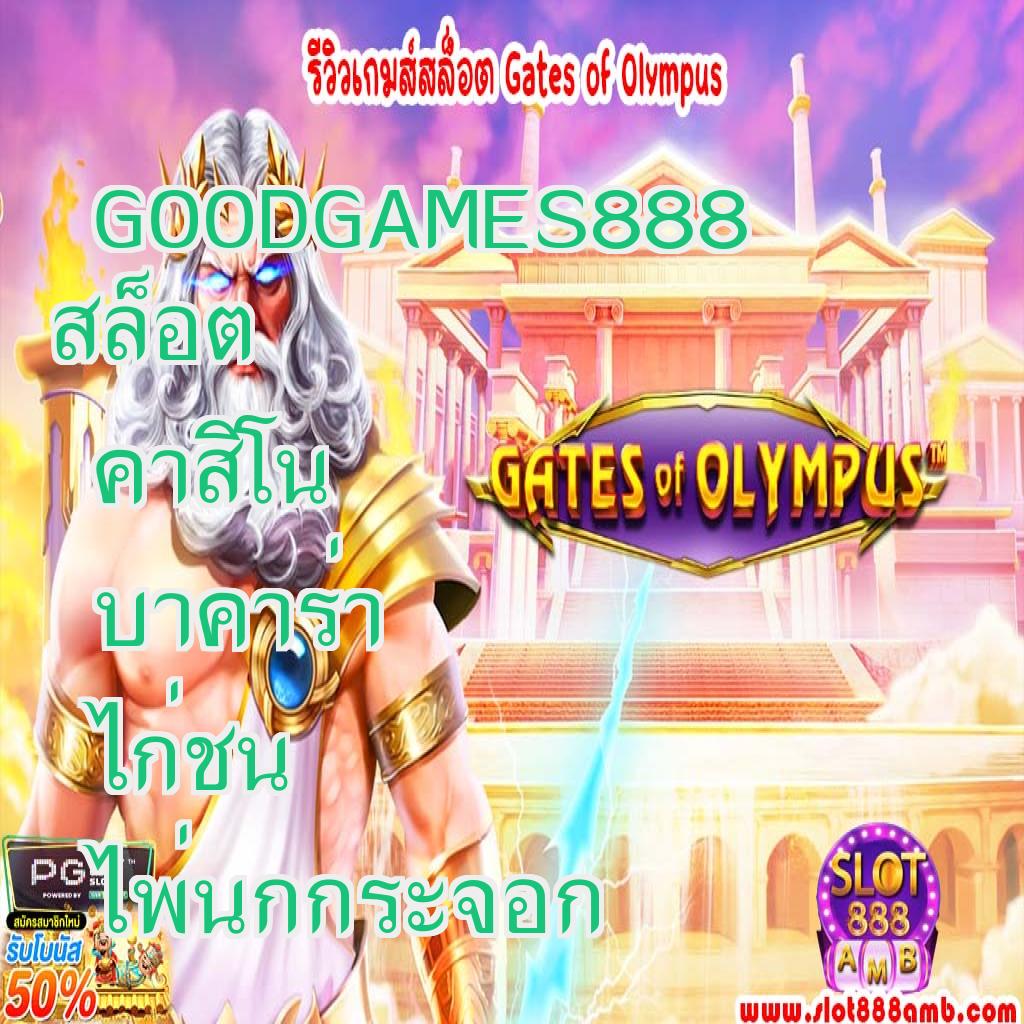 รีวิวเกมส์สล็อต Gates of Olympus
GOODGAMES888
สล็อต
คาสิโน
บาคาร่า
ไก่ชน
ไพ่นกกระจอก
GATES of OLYMPUS™
PG
POWERED BY
สมัครสมาชิกใหม่
รับโบนัส
50%
SLOT
888
AMB
www.slot888amb.com